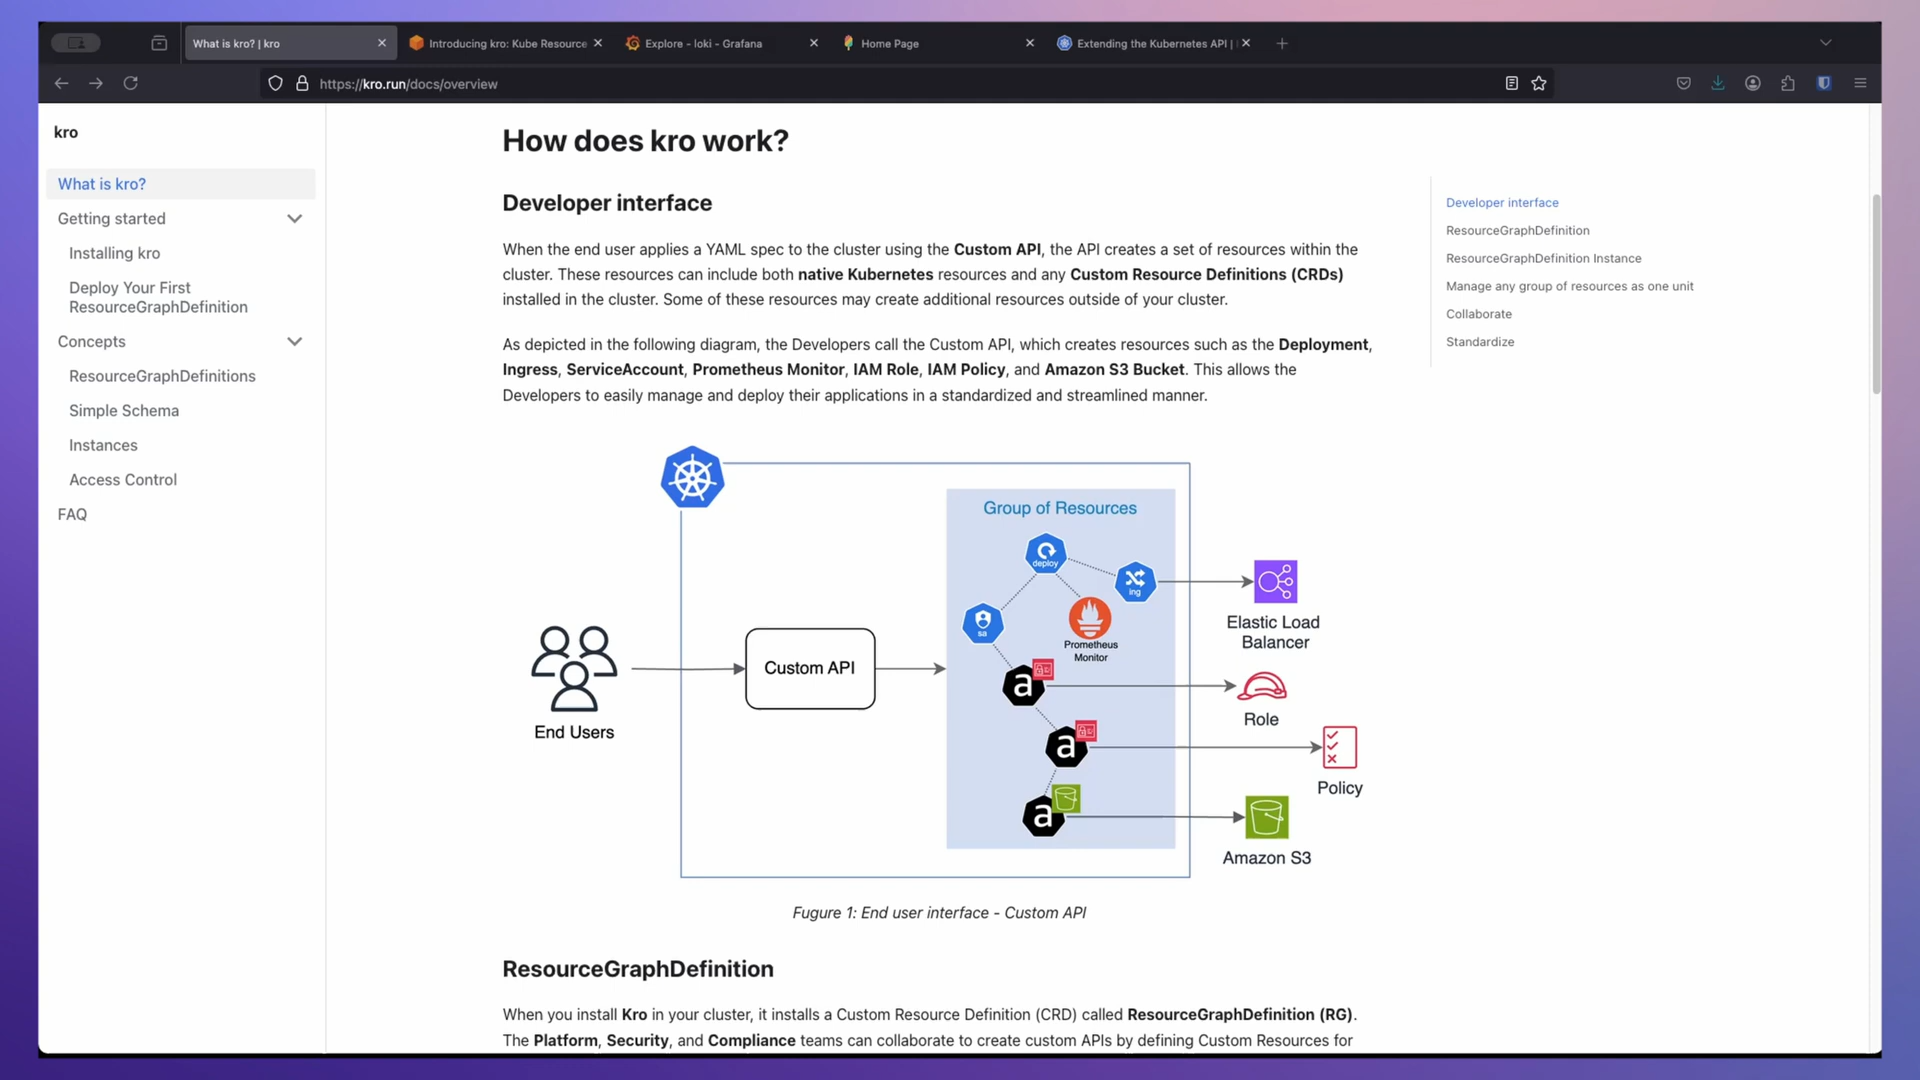 What is kro? | kro
Introducing kro: Kube Resource
Explore - loki - Grafana
Home Page
Extending the Kubernetes API |
https://kro.run/docs/overview
kro
What is kro?
Getting started
Installing kro
Deploy Your First
ResourceGraphDefinition
Concepts
ResourceGraphDefinitions
Simple Schema
Instances
Access Control
FAQ
How does kro work?
Developer interface
When the end user applies a YAML spec to the cluster using the Custom API, the API creates a set of resources within the
cluster. These resources can include both native Kubernetes resources and any Custom Resource Definitions (CRDs)
installed in the cluster. Some of these resources may create additional resources outside of your cluster.
As depicted in the following diagram, the Developers call the Custom API, which creates resources such as the Deployment,
Ingress, ServiceAccount, Prometheus Monitor, IAM Role, IAM Policy, and Amazon S3 Bucket. This allows the
Developers to easily manage and deploy their applications in a standardized and streamlined manner.
Group of Resources
deploy
ing
sa
Prometheus
Monitor
a
a
a
End Users
Custom API
Elastic Load
Balancer
Role
Policy
Amazon S3
Fugure 1: End user interface - Custom API
ResourceGraphDefinition
When you install Kro in your cluster, it installs a Custom Resource Definition (CRD) called ResourceGraphDefinition (RG).
The Platform, Security, and Compliance teams can collaborate to create custom APIs by defining Custom Resources for
Developer interface
ResourceGraphDefinition
ResourceGraphDefinition Instance
Manage any group of resources as one unit
Collaborate
Standardize